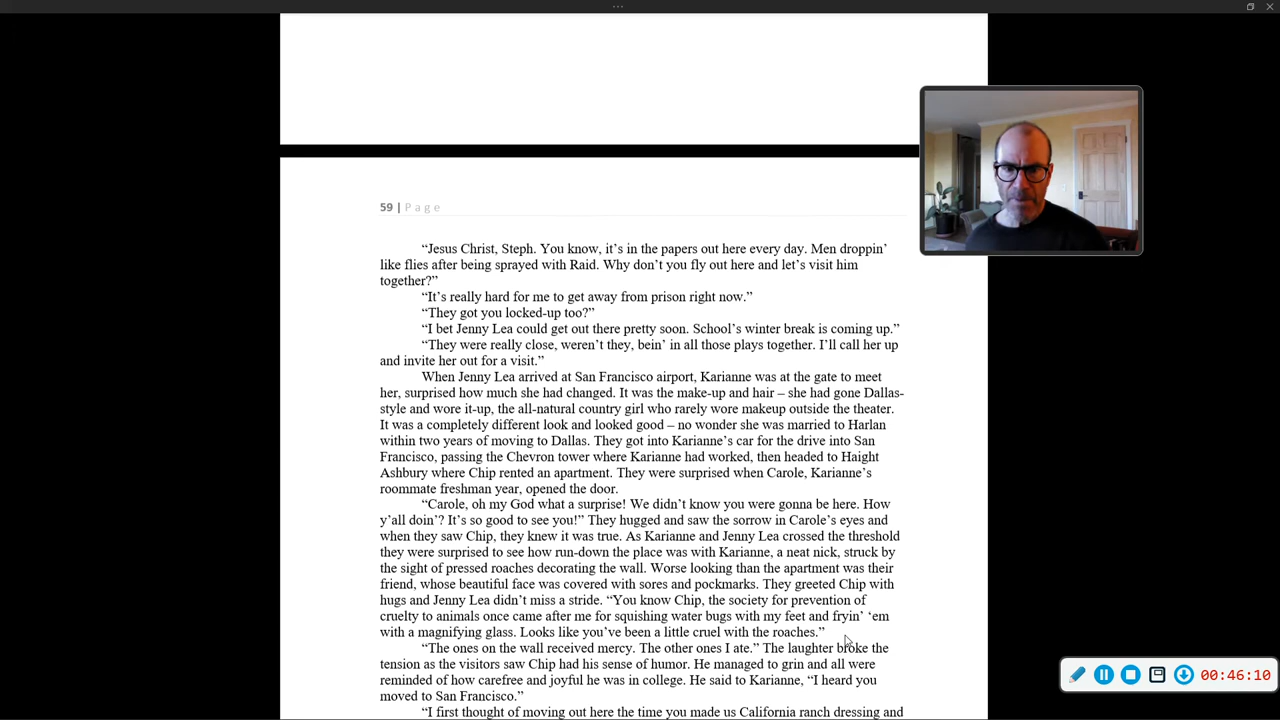 59 | Page
“Jesus Christ, Steph. You know, it’s in the papers out here every day. Men droppin’
like flies after being sprayed with Raid. Why don’t you fly out here and let’s visit him
together?”
“It’s really hard for me to get away from prison right now.”
“They got you locked-up too?”
“I bet Jenny Lea could get out there pretty soon. School’s winter break is coming up.”
“They were really close, weren’t they, bein’ in all those plays together. I’ll call her up
and invite her out for a visit.”
When Jenny Lea arrived at San Francisco airport, Karianne was at the gate to meet
her, surprised how much she had changed. It was the make-up and hair – she had gone Dallas-
style and wore it-up, the all-natural country girl who rarely wore makeup outside the theater.
It was a completely different look and looked good – no wonder she was married to Harlan
within two years of moving to Dallas. They got into Karianne’s car for the drive into San
Francisco, passing the Chevron tower where Karianne had worked, then headed to Haight
Ashbury where Chip rented an apartment. They were surprised when Carole, Karianne’s
roommate freshman year, opened the door.
“Carole, oh my God what a surprise! We didn’t know you were gonna be here. How
y’all doin’? It’s so good to see you!” They hugged and saw the sorrow in Carole’s eyes and
when they saw Chip, they knew it was true. As Karianne and Jenny Lea crossed the threshold
they were surprised to see how run-down the place was with Karianne, a neat nick, struck by
the sight of pressed roaches decorating the wall. Worse looking than the apartment was their
friend, whose beautiful face was covered with sores and pockmarks. They greeted Chip with
hugs and Jenny Lea didn’t miss a stride. “You know Chip, the society for prevention of
cruelty to animals once came after me for squishing water bugs with my feet and fryin’ ‘em
with a magnifying glass. Looks like you’ve been a little cruel with the roaches.”
“The ones on the wall received mercy. The other ones I ate.” The laughter broke the
tension as the visitors saw Chip had his sense of humor. He managed to grin and all were
reminded of how carefree and joyful he was in college. He said to Karianne, “I heard you
moved to San Francisco.”
“I first thought of moving out here the time you made us California ranch dressing and
00:46:10